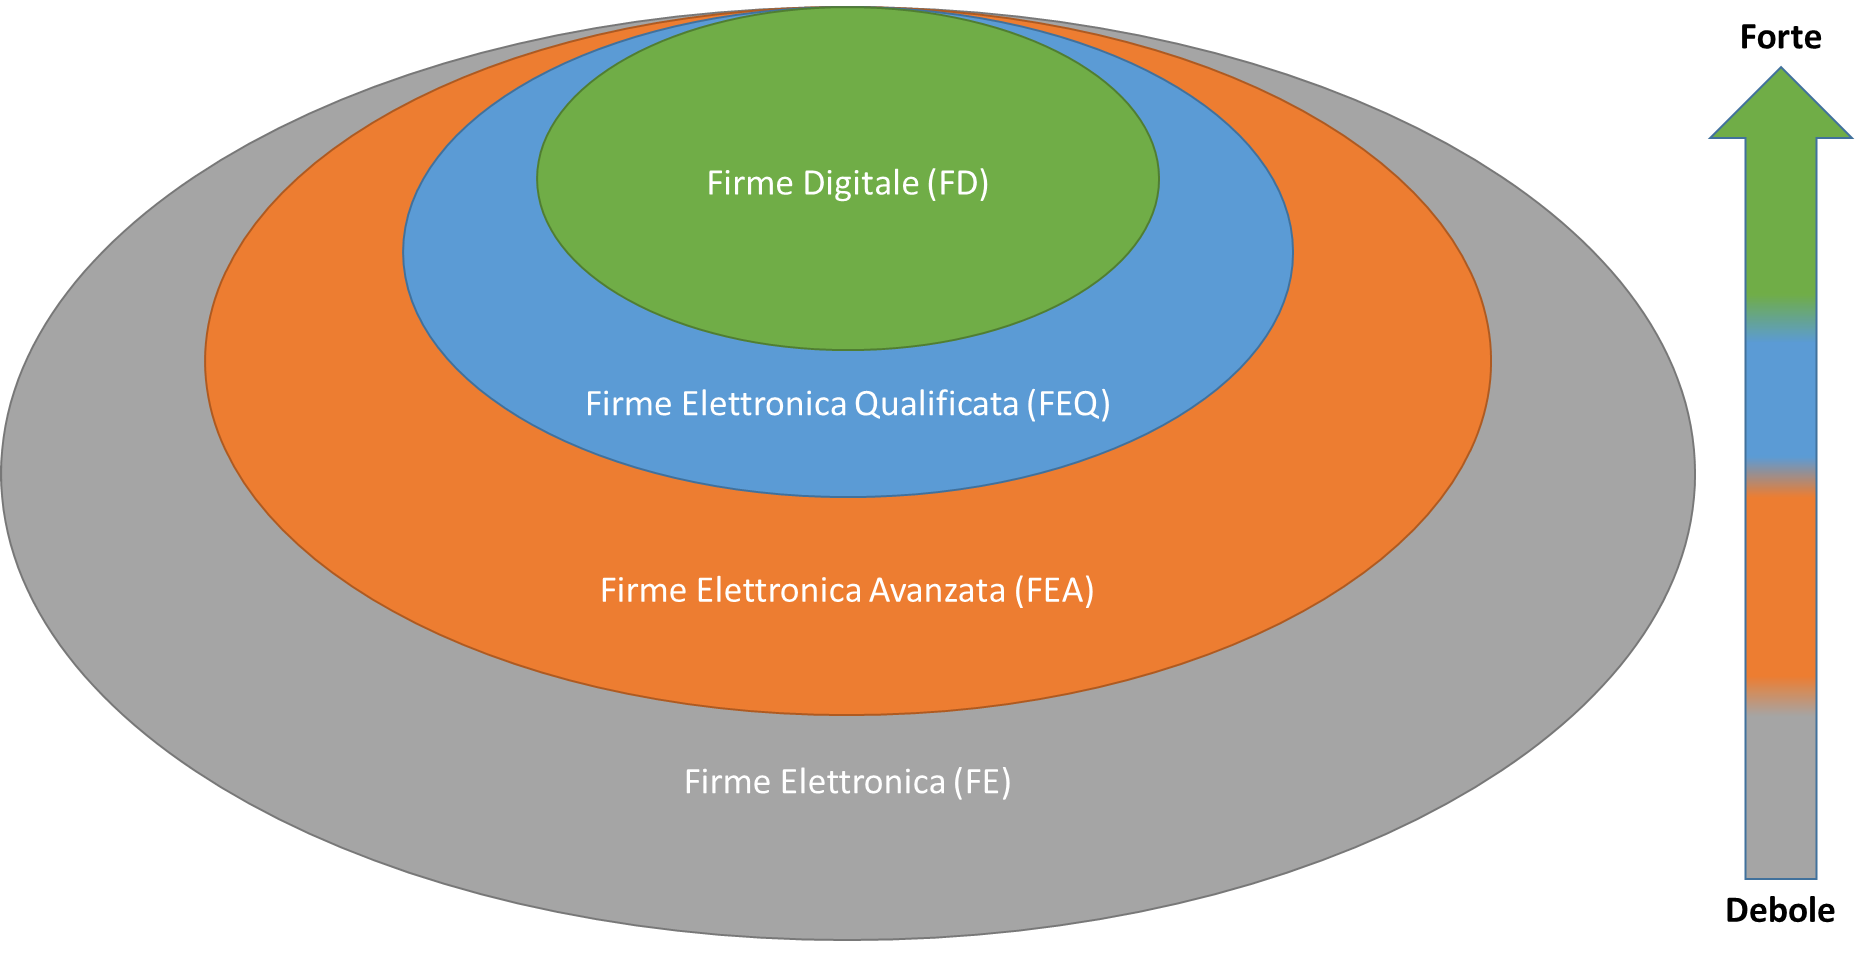 Forte
Firme Digitale (FD)
Firme Elettronica Qualificata (FEQ)
Firme Elettronica Avanzata (FEA)
Firme Elettronica (FE)
Debole